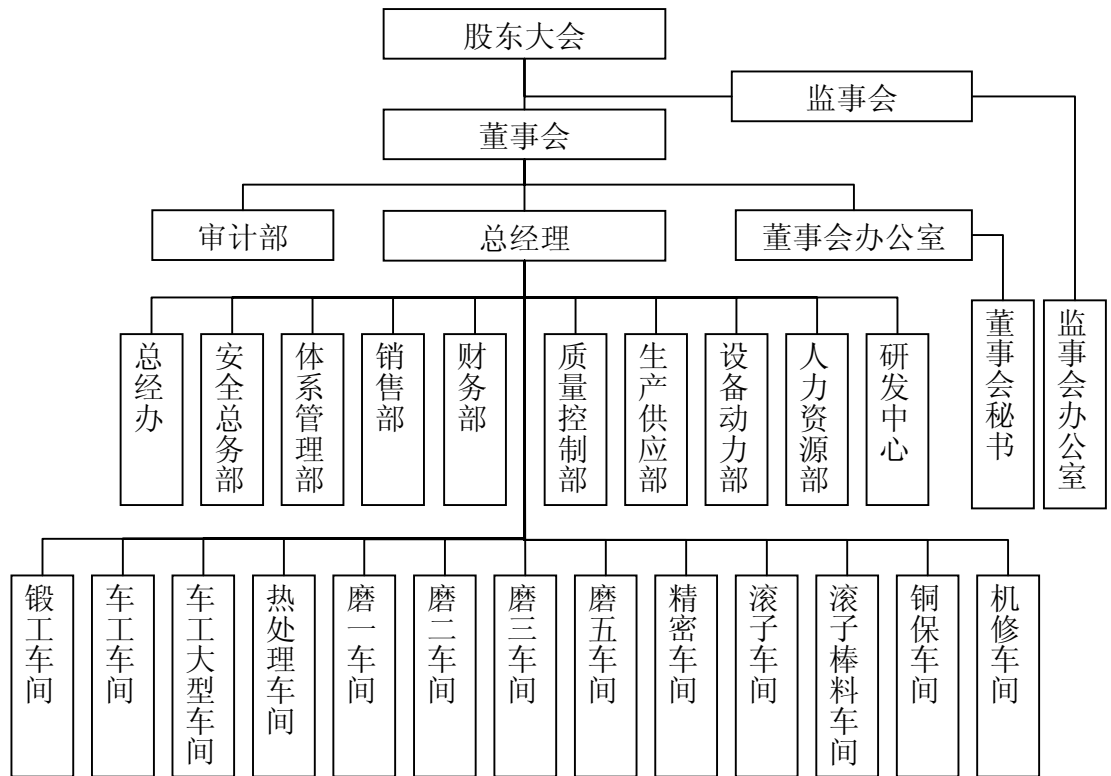 股东大会
监事会
董事会
审计部
总经理
董事会办公室
总经办
安全总务部
体系管理部
销售部
财务部
质量控制部
生产供应部
设备动力部
人力资源部
研发中心
董事会秘书
监事会办公室
锻工车间
车工车间
车工大型车间
热处理车间
磨一车间
磨二车间
磨三车间
磨五车间
精密车间
滚子车间
滚子棒料车间
铜保车间
机修车间